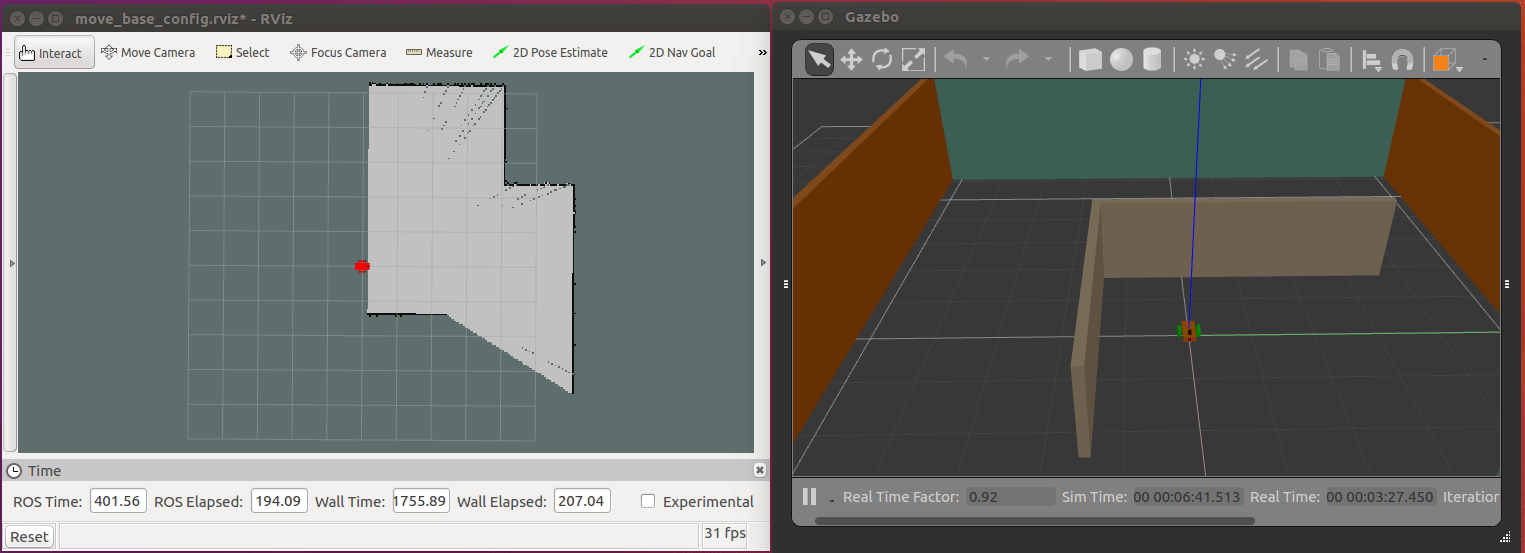 move_base_config.rviz* - RViz
Interact Move Camera Select Focus Camera Measure 2D Pose Estimate 2D Nav Goal »
Time
ROS Time: 401.56 ROS Elapsed: 194.09 Wall Time: 1755.89 Wall Elapsed: 207.04 Experimental
Reset 31 fps
Gazebo
Real Time Factor: 0.92 Sim Time: 00 00:06:41.513 Real Time: 00 00:03:27.450 Iteration